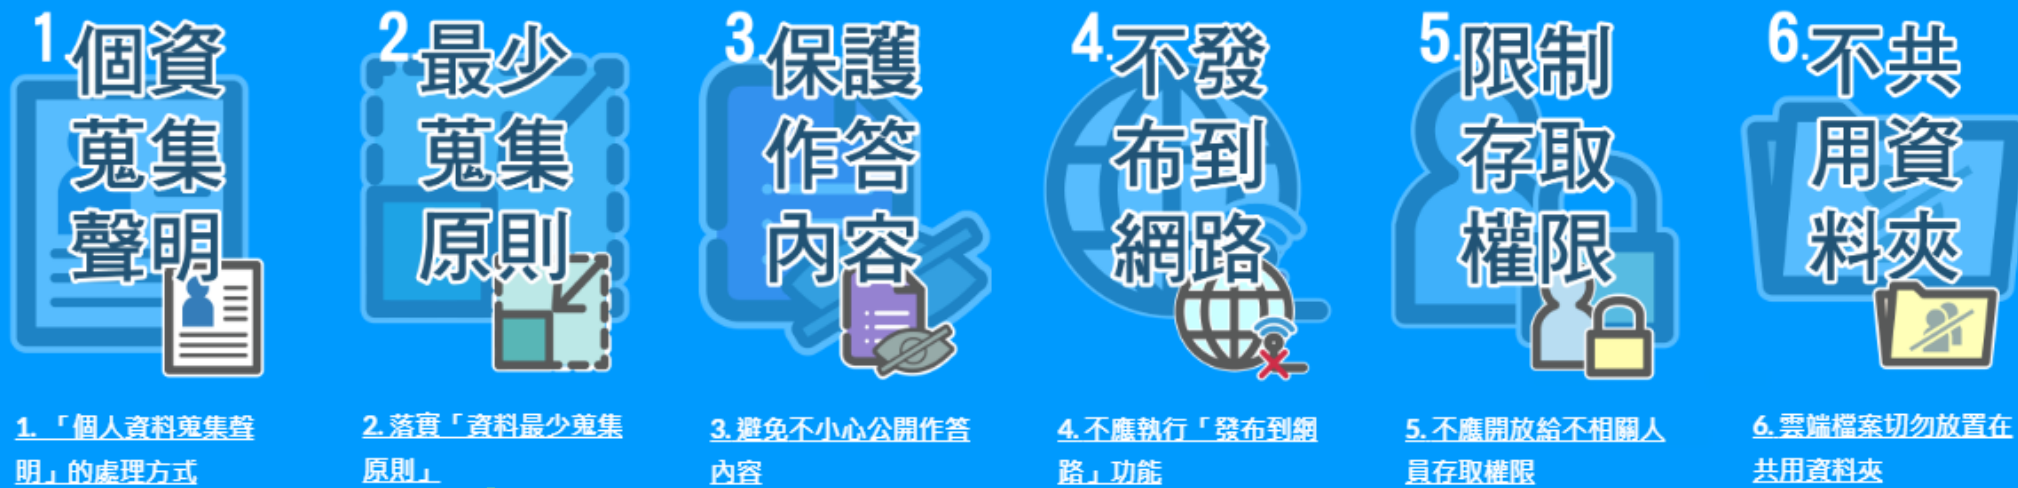 1.個資
蒐集
聲明
2.最少
蒐集
原則
3.保護
作答
內容
4.不發
布到
網路
5.限制
存取
權限
6.不共
用資
料夾
1. 「個人資料蒐集聲
明」的處理方式
2. 落實「資料最少蒐集
原則」
3. 避免不小心公開作答
內容
4. 不應執行「發布到網
路」功能
5. 不應開放給不相關人
員存取權限
6. 雲端檔案切勿放置在
共用資料夾